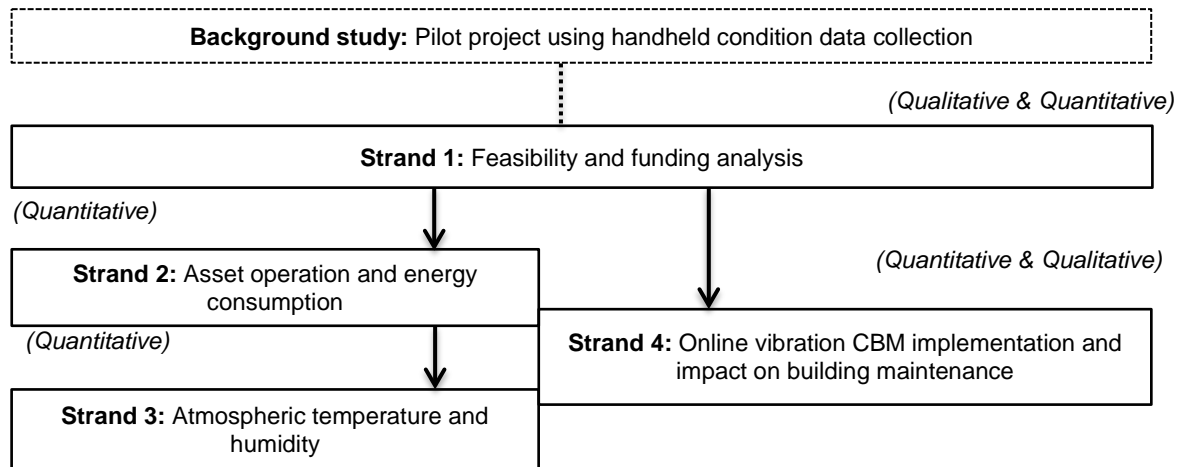 Background study: Pilot project using handheld condition data collection
(Qualitative & Quantitative)
Strand 1: Feasibility and funding analysis
(Quantitative)
Strand 2: Asset operation and energy
consumption
(Quantitative & Qualitative)
(Quantitative)
Strand 4: Online vibration CBM implementation and
impact on building maintenance
Strand 3: Atmospheric temperature and
humidity